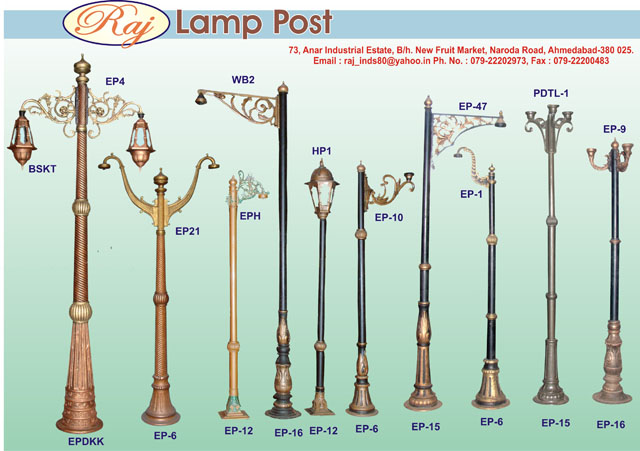 Raj Lamp Post
73, Anar Industrial Estate, B/h. New Fruit Market, Naroda Road, Ahmedabad-380 025.
Email : raj_inds80@yahoo.in Ph. No. : 079-22202973, Fax : 079-22200483
EP4
WB2
EP-47
PDTL-1
EP-9
HP1
BSKT
EP-1
EPH
EP-10
EP21
EPDKK
EP-6
EP-12
EP-16
EP-12
EP-6
EP-15
EP-6
EP-15
EP-16